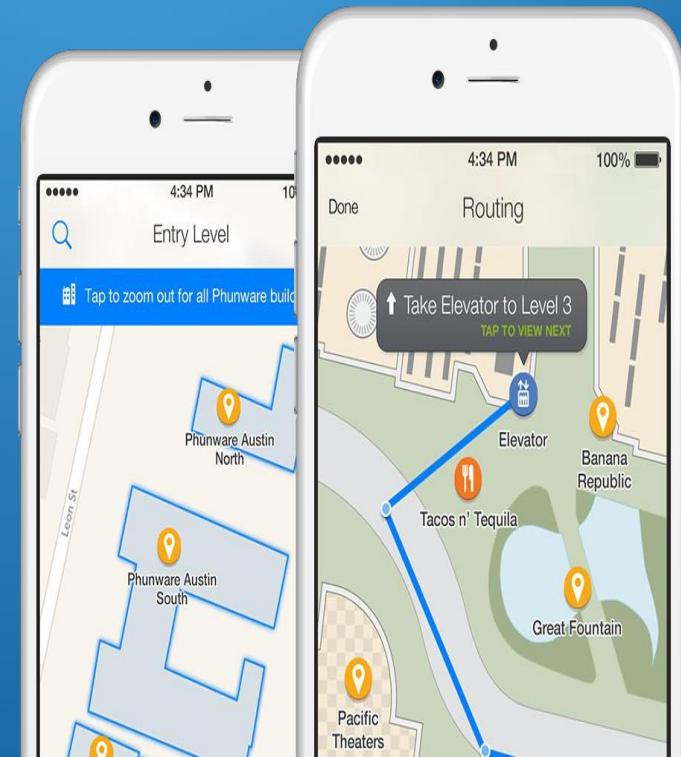 4:34 PM
10
Entry Level
Tap to zoom out for all Phunware build
Phunware Austin
North
Leon St
Phunware Austin
South
4:34 PM
100%
Done
Routing
Take Elevator to Level 3
TAP TO VIEW NEXT
Elevator
Banana
Republic
Tacos n' Tequila
Great Fountain
Pacific
Theaters